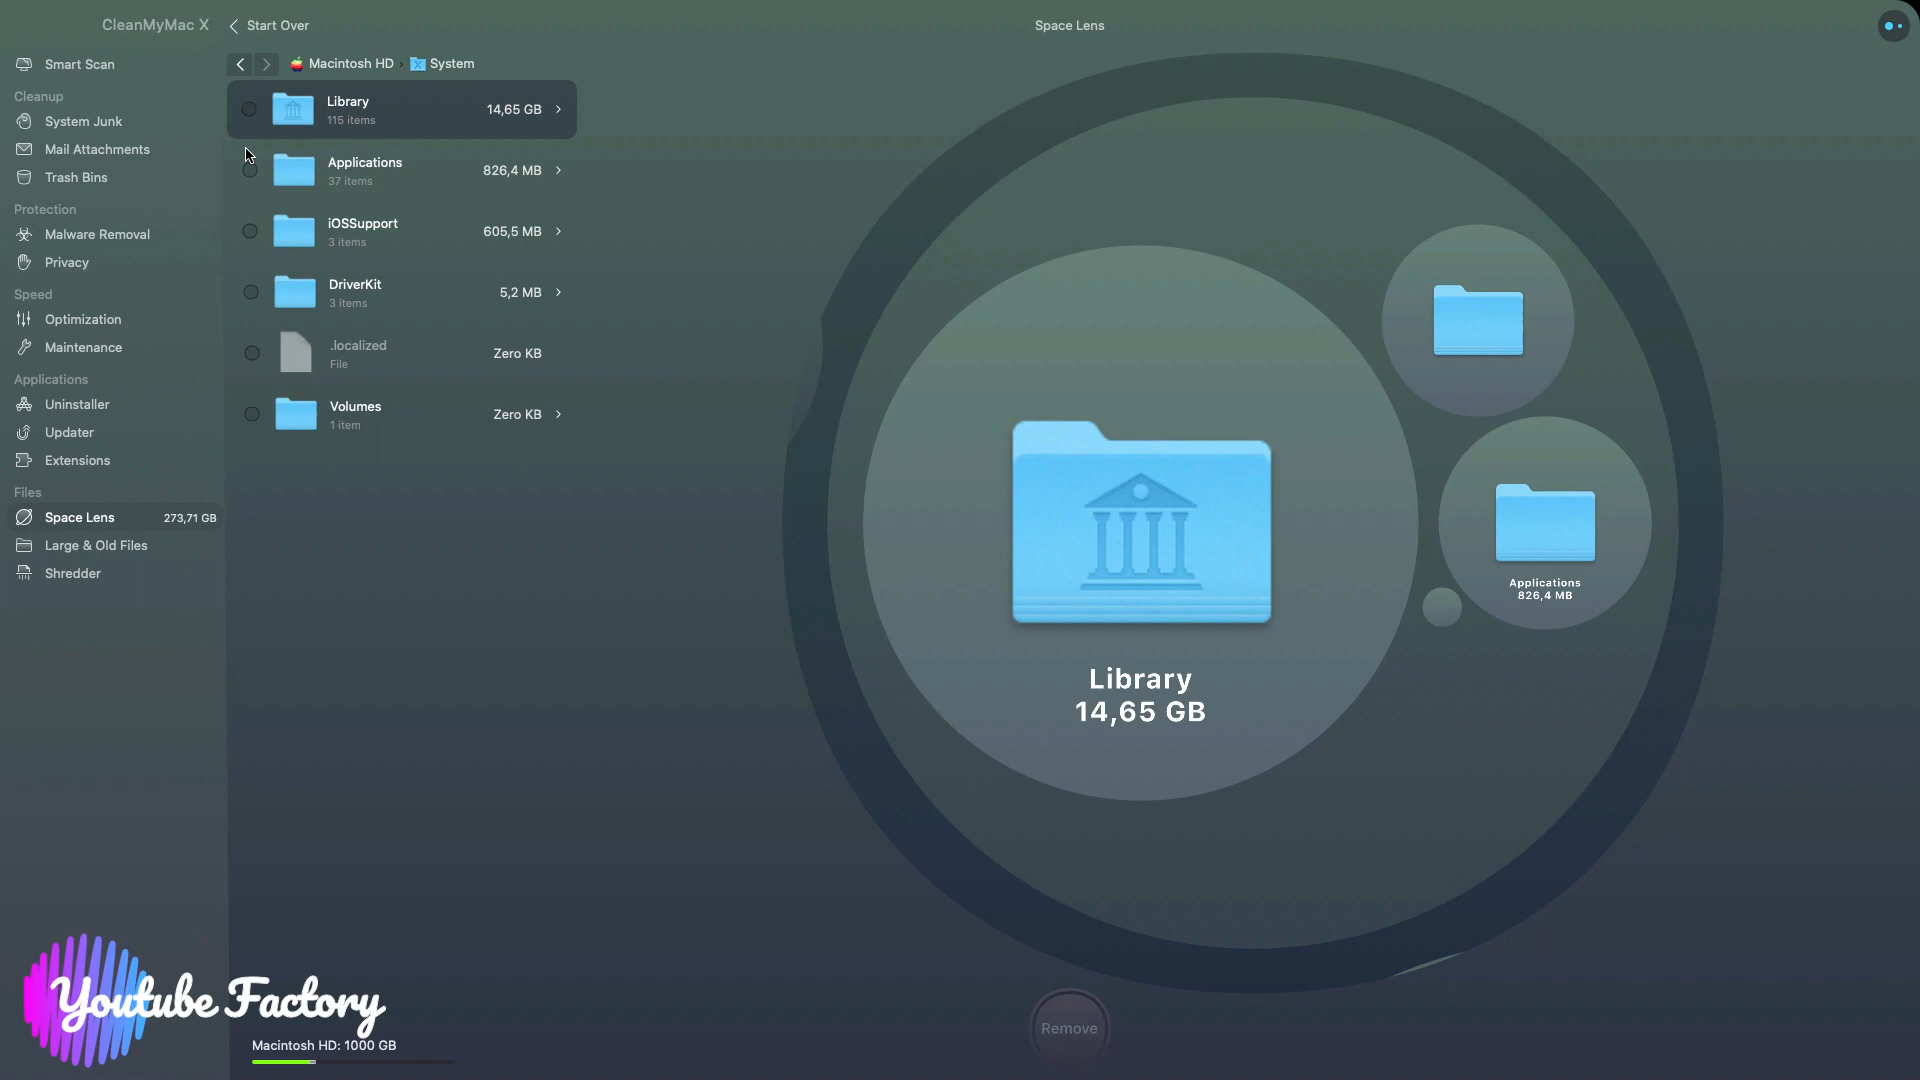 CleanMyMac X
Start Over
Space Lens
Smart Scan
Cleanup
System Junk
Mail Attachments
Trash Bins
Protection
Malware Removal
Privacy
Speed
Optimization
Maintenance
Applications
Uninstaller
Updater
Extensions
Files
Space Lens 273,71 GB
Large & Old Files
Shredder
Macintosh HD › System
Library 14,65 GB
115 items
Applications 826,4 MB
37 items
iOSSupport 605,5 MB
3 items
DriverKit 5,2 MB
3 items
.localized Zero KB
File
Volumes Zero KB
1 item
Library
14,65 GB
Applications
826,4 MB
Remove
Youtube Factory
Macintosh HD: 1000 GB